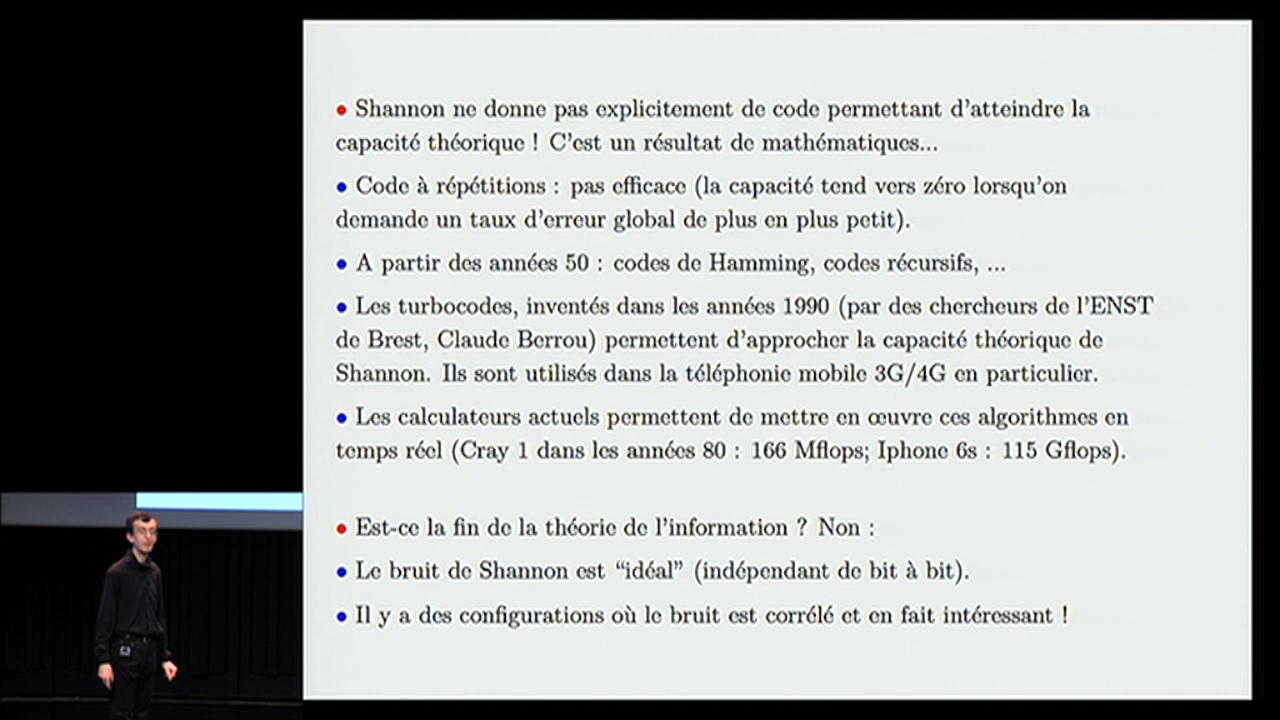 • Shannon ne donne pas explicitement de code permettant d'atteindre la
capacité théorique ! C'est un résultat de mathématiques...
• Code à répétitions : pas efficace (la capacité tend vers zéro lorsqu'on
demande un taux d'erreur global de plus en plus petit).
• A partir des années 50 : codes de Hamming, codes récursifs, ...
• Les turbocodes, inventés dans les années 1990 (par des chercheurs de l'ENST
de Brest, Claude Berrou) permettent d'approcher la capacité théorique de
Shannon. Ils sont utilisés dans la téléphonie mobile 3G/4G en particulier.
• Les calculateurs actuels permettent de mettre en œuvre ces algorithmes en
temps réel (Cray 1 dans les années 80 : 166 Mflops; Iphone 6s : 115 Gflops).
• Est-ce la fin de la théorie de l'information ? Non :
• Le bruit de Shannon est “idéal” (indépendant de bit à bit).
• Il y a des configurations où le bruit est corrélé et en fait intéressant !